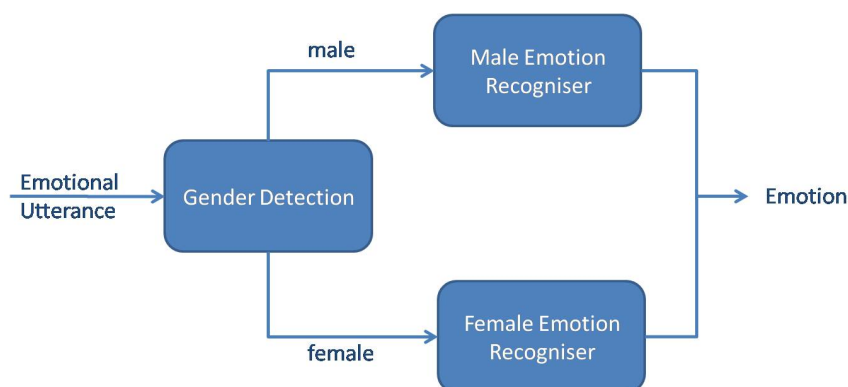 male
Male Emotion
Recogniser
Emotional
Utterance
Gender Detection
Emotion
Female Emotion
Recogniser
female